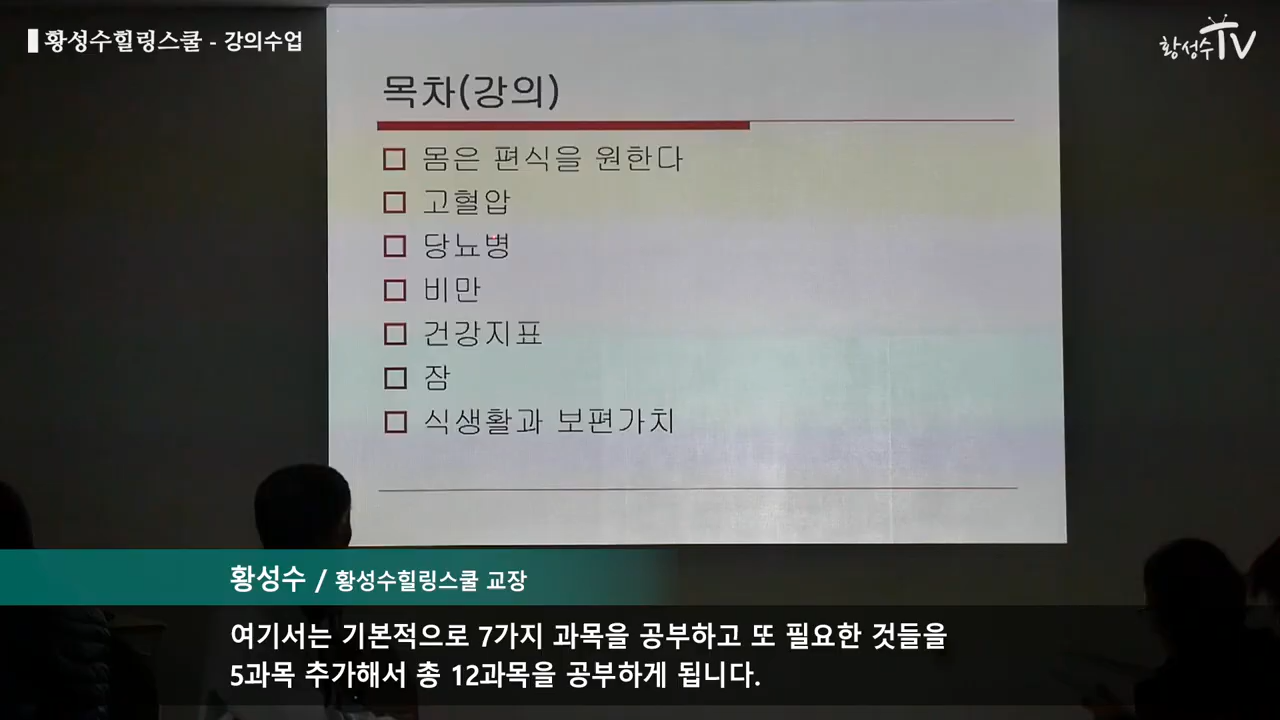 황성수힐링스쿨 - 강의수업
황성수TV
목차(강의)
몸은 편식을 원한다
고혈압
당뇨병
비만
건강지표
잠
식생활과 보편가치
황성수 / 황성수힐링스쿨 교장
여기서는 기본적으로 7가지 과목을 공부하고 또 필요한 것들을
5과목 추가해서 총 12과목을 공부하게 됩니다.